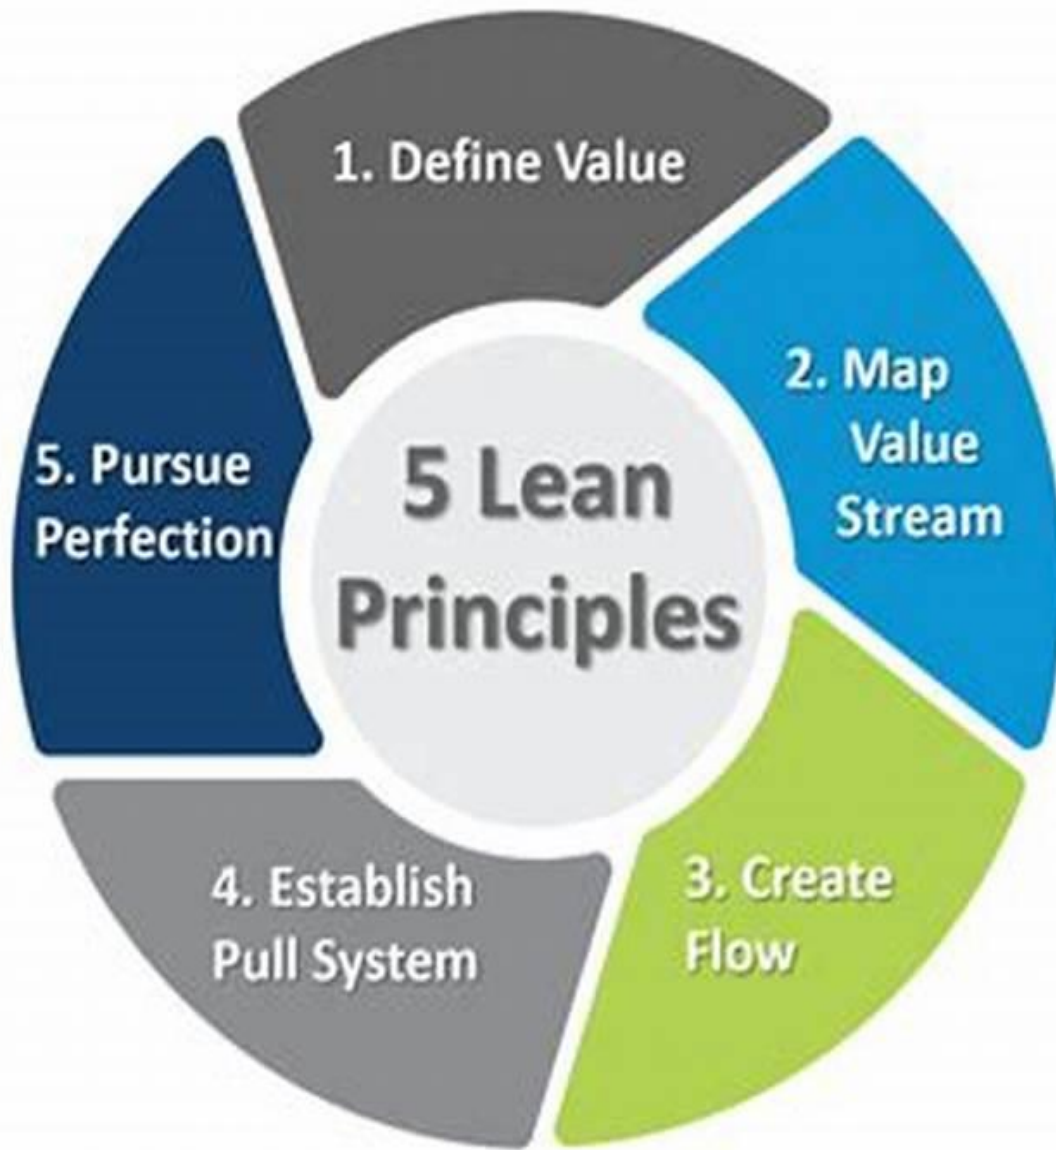 5 Lean
Principles
1. Define Value
2. Map
Value
Stream
3. Create
Flow
4. Establish
Pull System
5. Pursue
Perfection